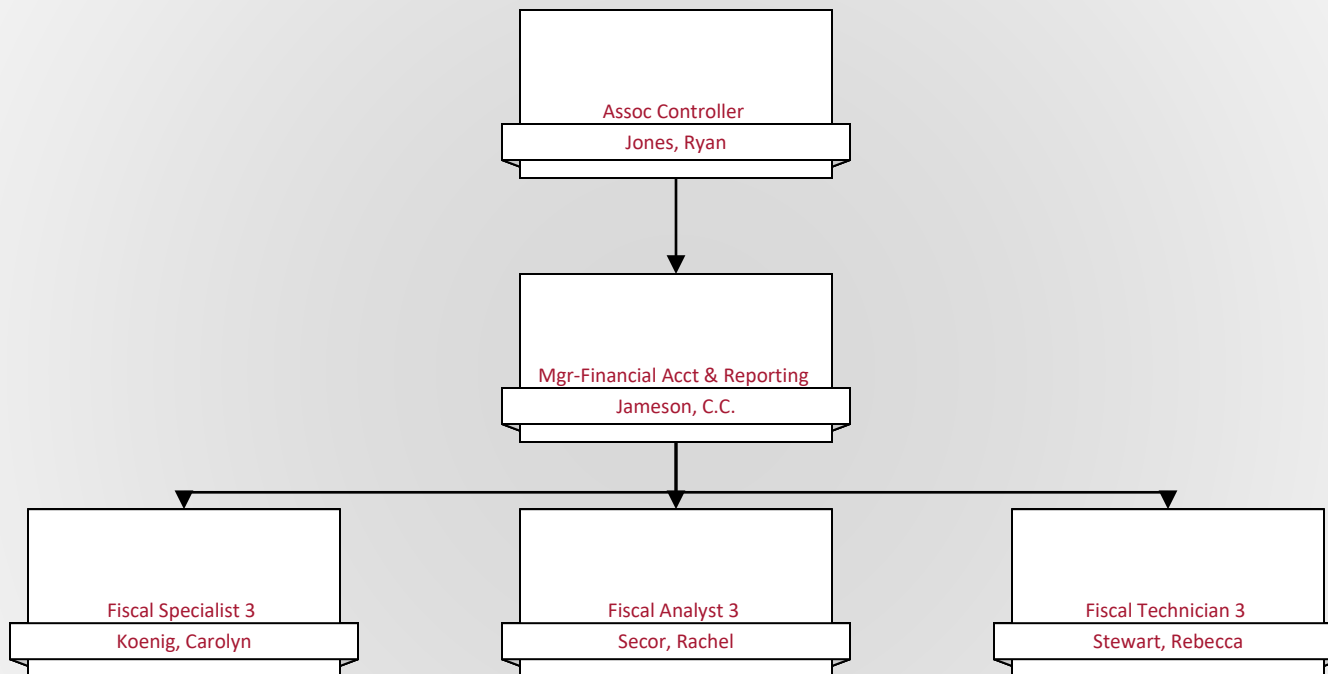 Assoc Controller
Jones, Ryan
Mgr-Financial Acct & Reporting
Jameson, C.C.
Fiscal Specialist 3
Koenig, Carolyn
Fiscal Analyst 3
Secor, Rachel
Fiscal Technician 3
Stewart, Rebecca